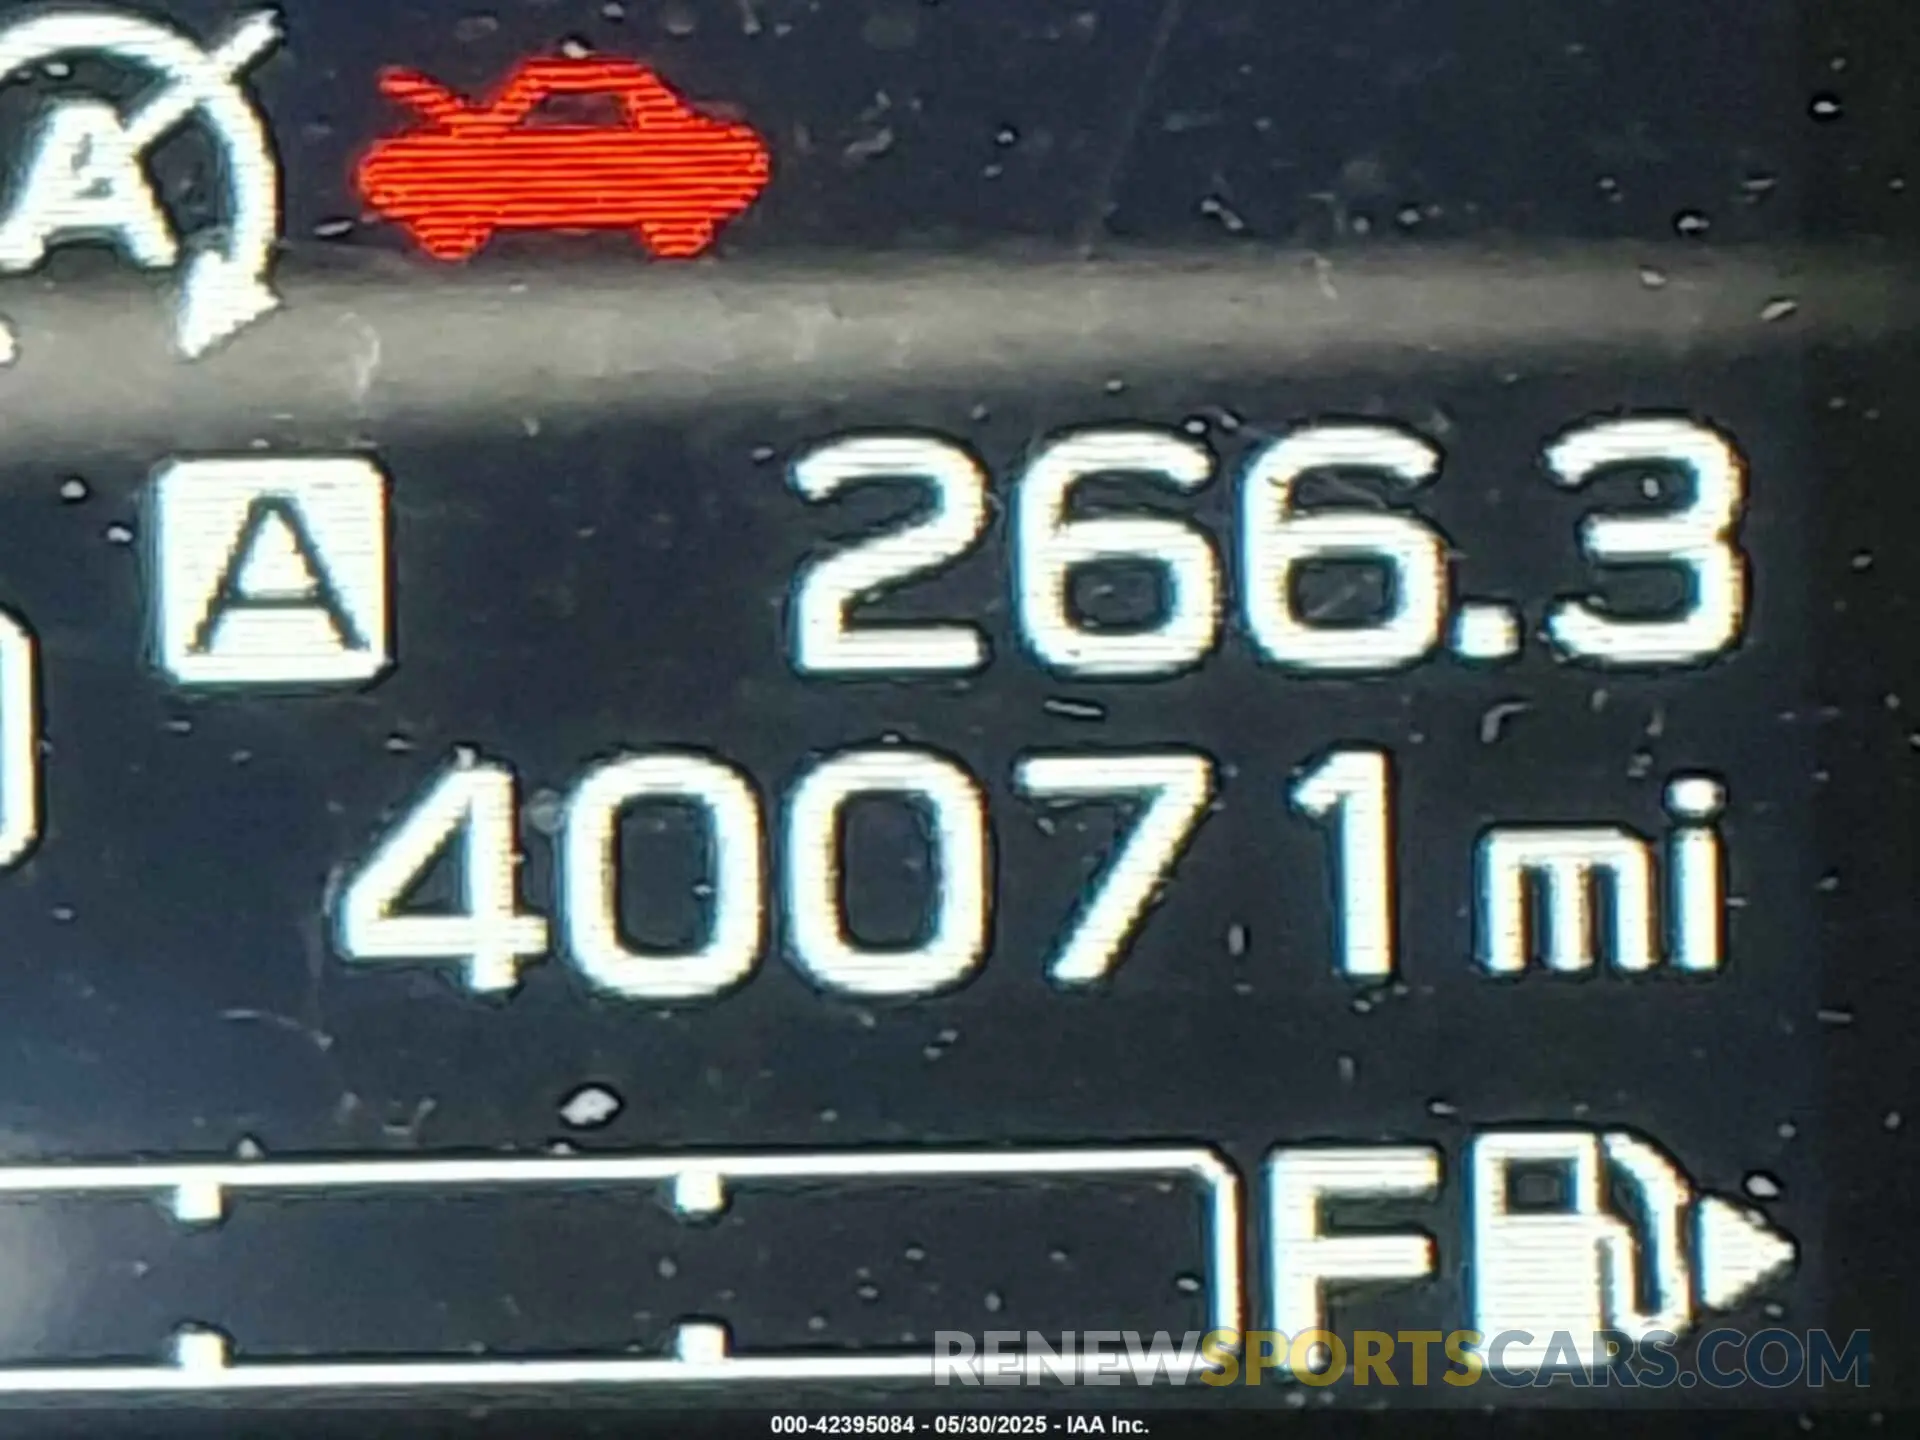 A
A 266.3
40071 mi
F
RENEWSPORTSCARS.COM
000-42395084 - 05/30/2025 - IAA Inc.